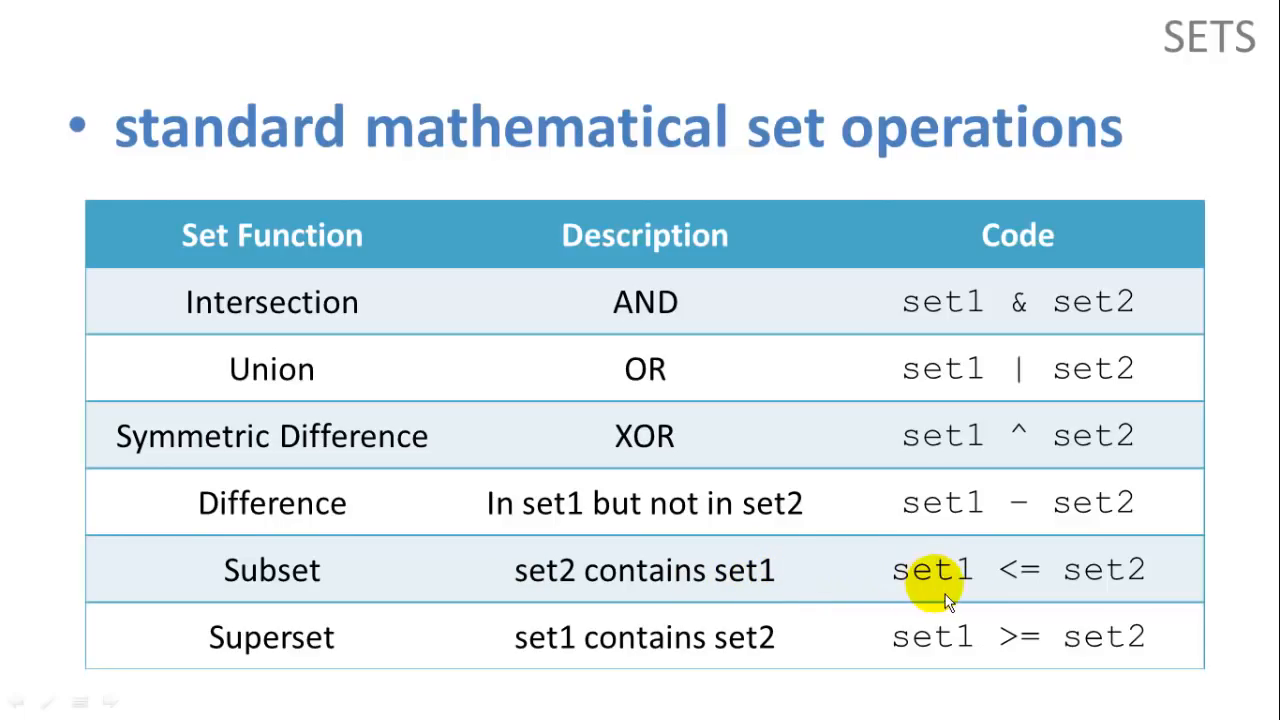 SETS
• standard mathematical set operations
Set Function Description Code
Intersection AND set1 & set2
Union OR set1 | set2
Symmetric Difference XOR set1 ^ set2
Difference In set1 but not in set2 set1 – set2
Subset set2 contains set1 set1 <= set2
Superset set1 contains set2 set1 >= set2